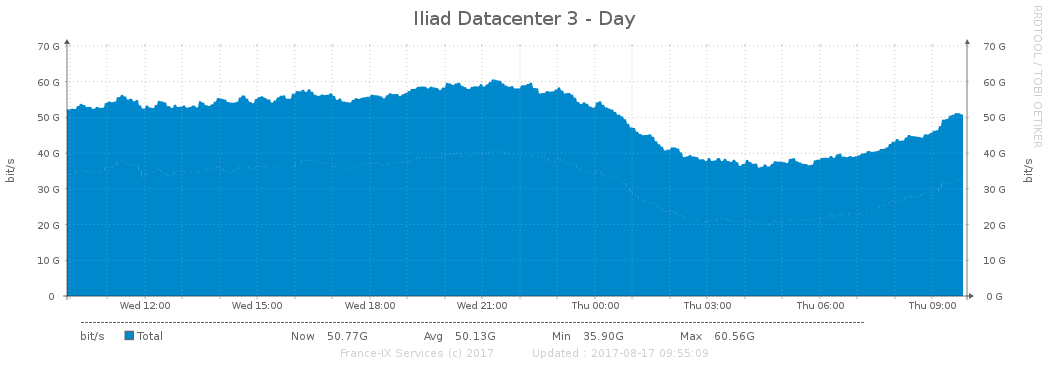 Iliad Datacenter 3 - Day
RRDTOOL / TOBI OETIKER
70 G 70 G
60 G 60 G
50 G 50 G
40 G 40 G
30 G 30 G
20 G 20 G
10 G 10 G
0 0 G
bit/s bit/s
Wed 12:00 Wed 15:00 Wed 18:00 Wed 21:00 Thu 00:00 Thu 03:00 Thu 06:00 Thu 09:00
bit/s Total Now 50.77G Avg 50.13G Min 35.90G Max 60.56G
France-IX Services (c) 2017 Updated : 2017-08-17 09:55:09